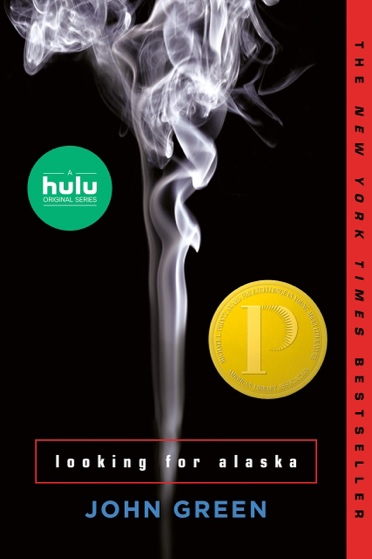 THE NEW YORK TIMES BESTSELLER
A
hulu
ORIGINAL SERIES
P
looking for alaska
JOHN GREEN